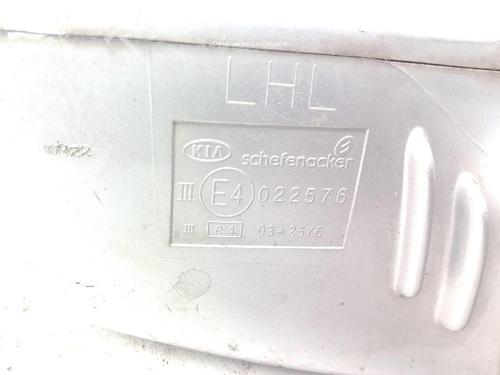 LHL
KIA schefenacker
III E4 022576
III e4 03*2576